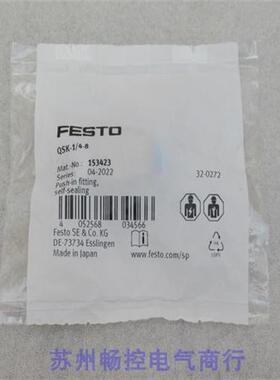 FESTO
QSK-1/4-8
Mat.-No.: 153423
Series: 04-2022
Push-in fitting,
self-sealing
32-0272
4 052568 034566
Festo SE & Co. KG
DE-73734 Esslingen
Made in Japan
www.festo.com/sp
苏州畅控电气商行